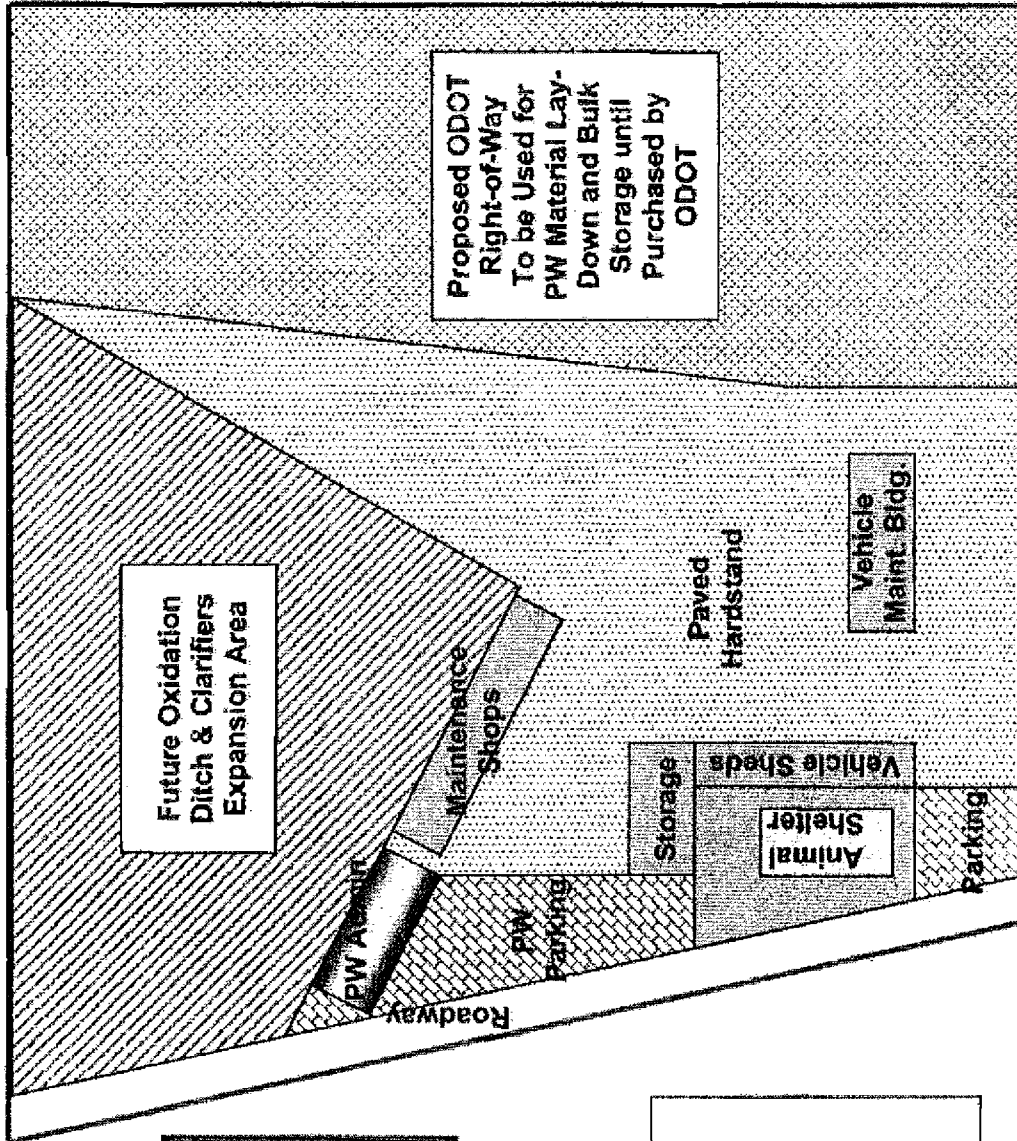 Future Oxidation
Ditch & Clarifiers
Expansion Area
Proposed ODOT
Right-of-Way
To be Used for
PW Material Lay-
Down and Bulk
Storage until
Purchased by
ODOT
PW Admin
Maintenance
Shops
Roadway
PW
Parking
Storage
Paved
Hardstand
Vehicle Sheds
Animal
Shelter
Vehicle
Maint. Bldg.
Parking